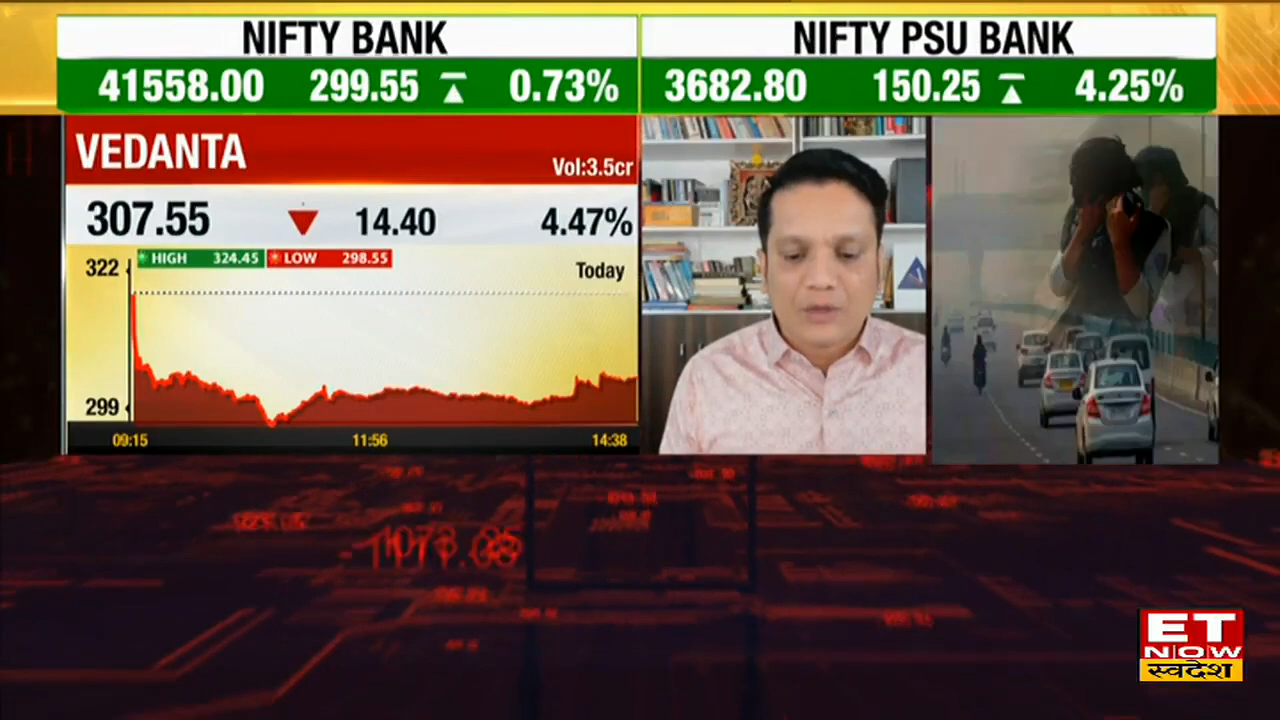 NIFTY BANK
41558.00 299.55 0.73%
NIFTY PSU BANK
3682.80 150.25 4.25%
VEDANTA
Vol:3.5cr
307.55 14.40 4.47%
HIGH 324.45 LOW 298.55
Today
322
299
09:15 11:56 14:38
ET
NOW
स्वदेश